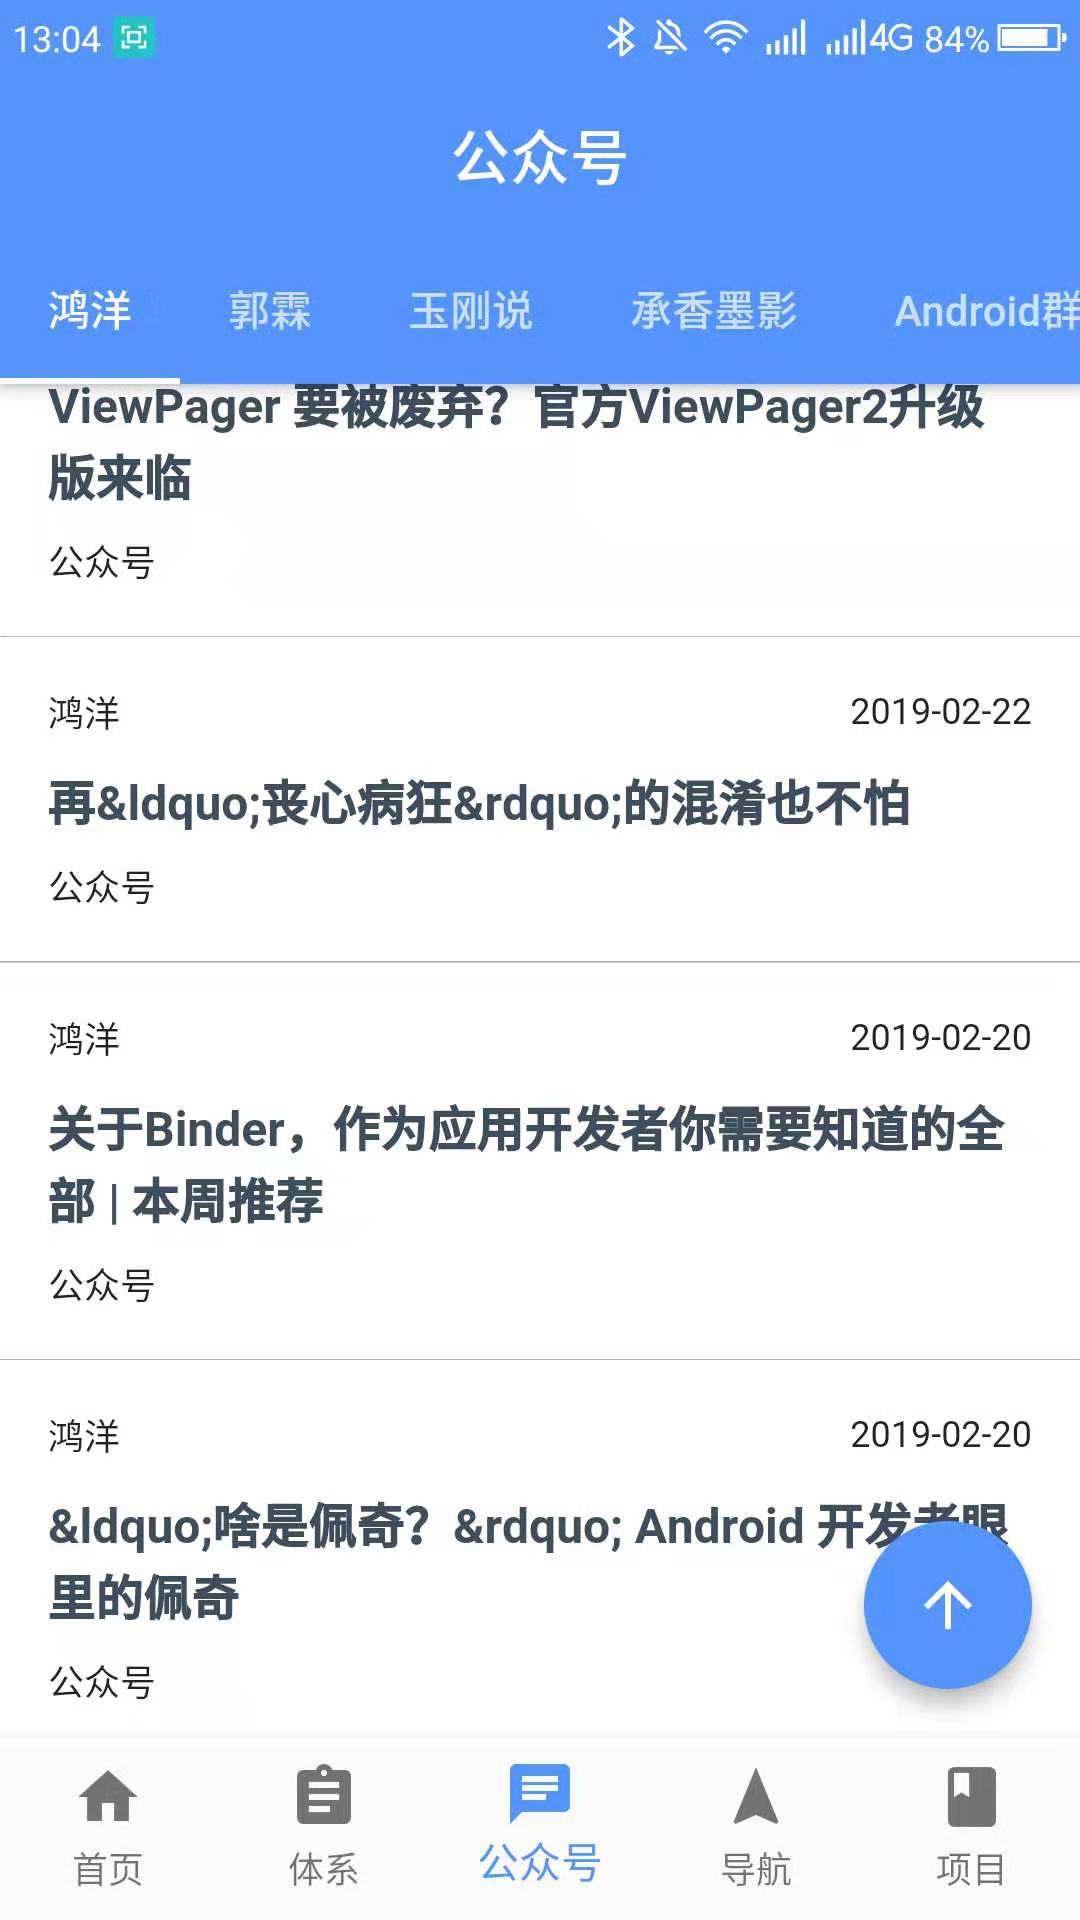 13:04 4G 84%
公众号
鸿洋 郭霖 玉刚说 承香墨影 Android群
ViewPager 要被废弃？官方ViewPager2升级
版来临
公众号
鸿洋 2019-02-22
再&ldquo;丧心病狂&rdquo;的混淆也不怕
公众号
鸿洋 2019-02-20
关于Binder，作为应用开发者你需要知道的全
部 | 本周推荐
公众号
鸿洋 2019-02-20
&ldquo;啥是佩奇？&rdquo; Android 开发者眼
里的佩奇
公众号
首页 体系 公众号 导航 项目